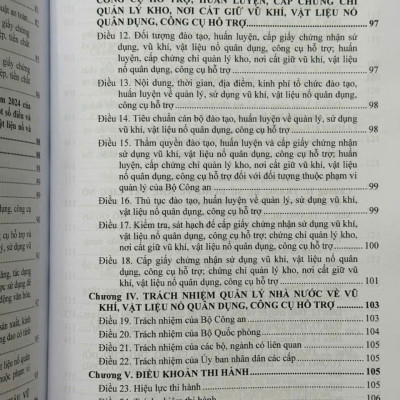 CÔNG CỤ HỖ TRỢ, HUẤN LUYỆN, CẤP CHỨNG CHỈ
QUẢN LÝ KHO, NƠI CẤT GIỮ VŨ KHÍ, VẬT LIỆU NỔ
QUÂN DỤNG, CÔNG CỤ HỖ TRỢ 97
Điều 12. Đối tượng đào tạo, huấn luyện, cấp giấy chứng nhận sử
dụng, vũ khí, vật liệu nổ quân dụng, công cụ hỗ trợ; huấn
luyện, cấp chứng chỉ quản lý kho, nơi cất giữ vũ khí, vật
liệu nổ quân dụng, công cụ hỗ trợ 97
Điều 13. Nội dung, thời gian, địa điểm, kinh phí tổ chức đào tạo,
huấn luyện về quản lý, sử dụng vũ khí, vật liệu nổ quân dụng,
công cụ hỗ trợ 98
Điều 14. Tiêu chuẩn cán bộ đào tạo, huấn luyện về quản lý, sử
dụng vũ khí, vật liệu nổ quân dụng, công cụ hỗ trợ 98
Điều 15. Thẩm quyền đào tạo, huấn luyện và cấp giấy chứng nhận
sử dụng vũ khí, vật liệu nổ quân dụng, công cụ hỗ trợ; huấn
luyện, cấp chứng chỉ quản lý kho, nơi cất giữ vũ khí, vật liệu
nổ quân dụng, công cụ hỗ trợ đối với đối tượng thuộc phạm vi
quản lý của Bộ Công an 99
Điều 16. Thủ tục đào tạo, huấn luyện về quản lý, sử dụng vũ khí,
vật liệu nổ quân dụng, công cụ hỗ trợ 99
Điều 17. Kiểm tra, sát hạch để cấp giấy chứng nhận sử dụng vũ khí,
vật liệu nổ quân dụng, công cụ hỗ trợ; chứng chỉ quản lý kho,
nơi cất giữ vũ khí, vật liệu nổ quân dụng, công cụ hỗ trợ 100
Điều 18. Cấp giấy chứng nhận sử dụng vũ khí, vật liệu nổ quân
dụng, công cụ hỗ trợ; chứng chỉ quản lý kho, nơi cất giữ vũ
khí, vật liệu nổ quân dụng, công cụ hỗ trợ 101
Chương IV. TRÁCH NHIỆM QUẢN LÝ NHÀ NƯỚC VỀ VŨ
KHÍ, VẬT LIỆU NỔ QUÂN DỤNG, CÔNG CỤ HỖ TRỢ 103
Điều 19. Trách nhiệm của Bộ Công an 103
Điều 20. Trách nhiệm của Bộ Quốc phòng 104
Điều 21. Trách nhiệm của các bộ, ngành có liên quan 104
Điều 22. Trách nhiệm của Ủy ban nhân dân các cấp 104
Chương V. ĐIỀU KHOẢN THI HÀNH 105
Điều 23. Hiệu lực thi hành 105